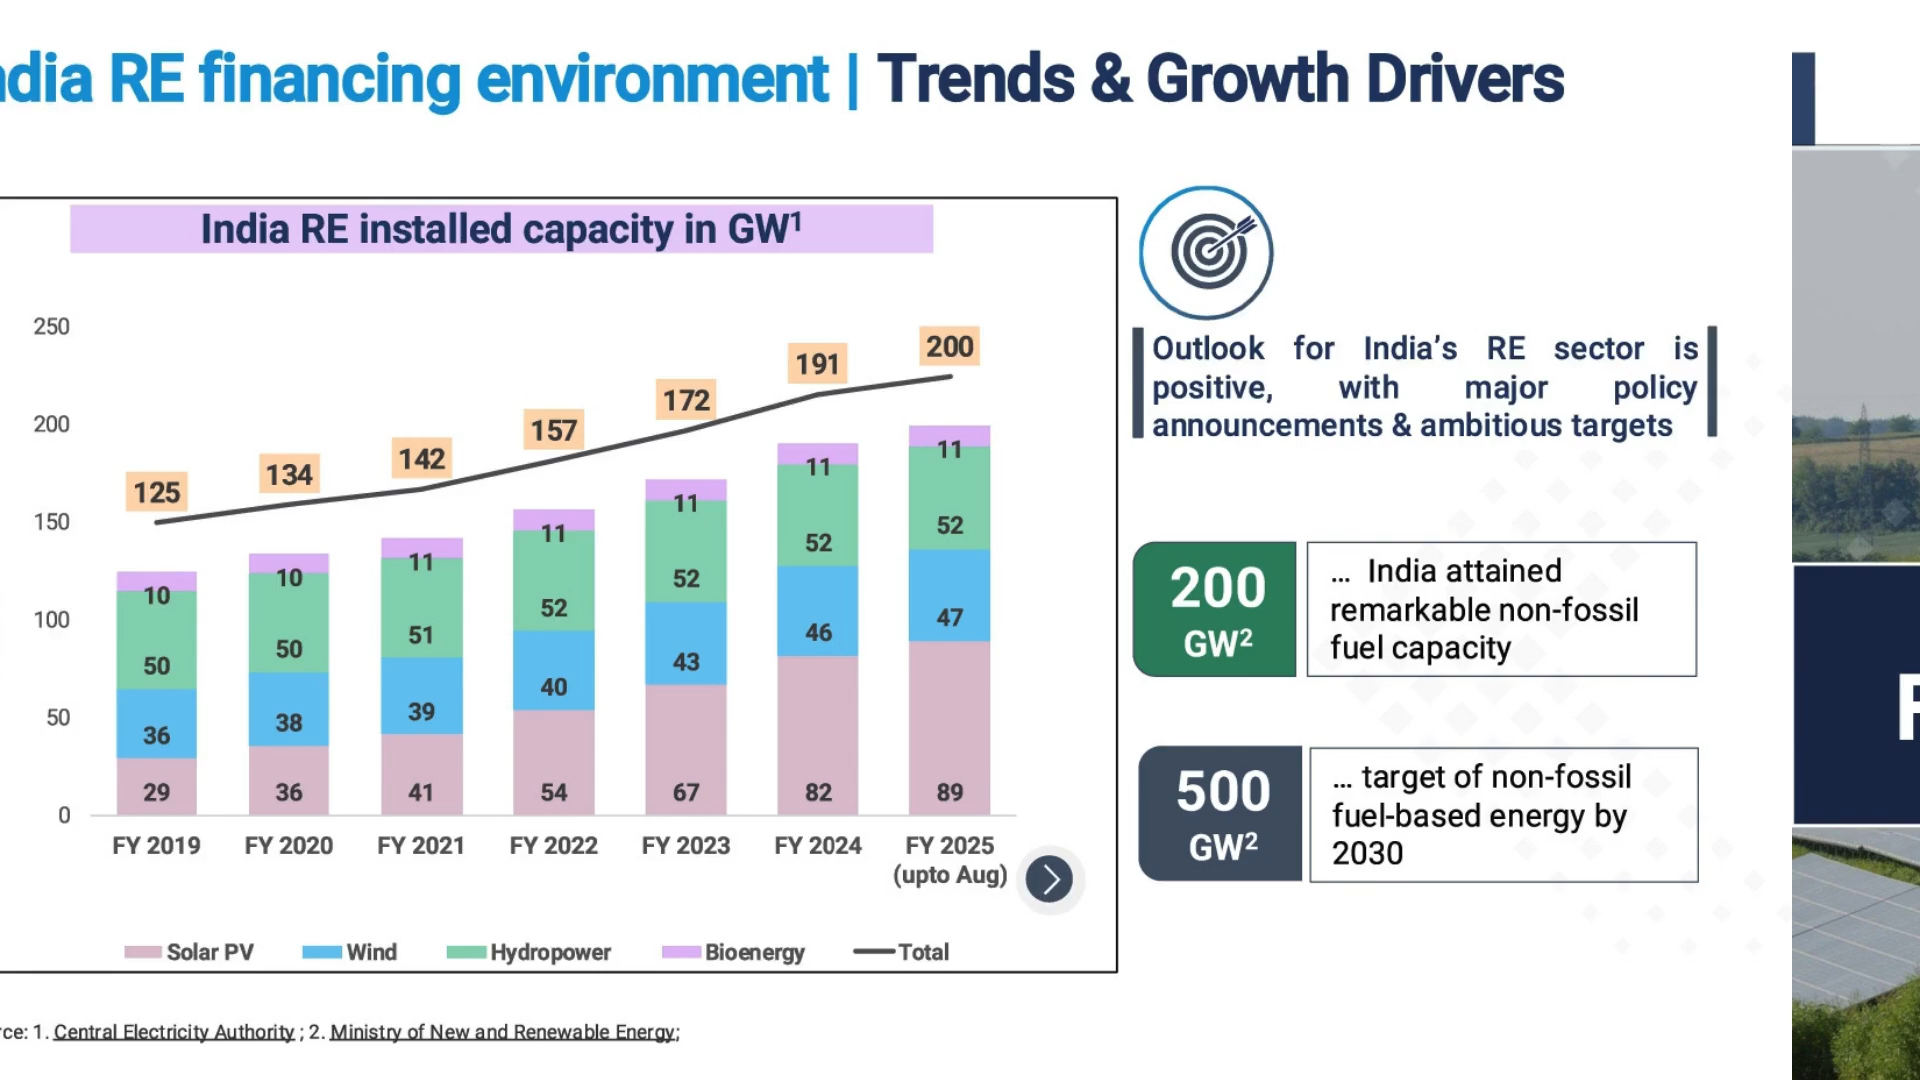 ndia RE financing environment | Trends & Growth Drivers
India RE installed capacity in GW1
250
200
150
100
50
0
125
134
142
157
172
191
200
10
10
11
11
11
11
11
50
50
51
52
52
52
52
36
38
39
40
43
46
47
29
36
41
54
67
82
89
FY 2019
FY 2020
FY 2021
FY 2022
FY 2023
FY 2024
FY 2025
(upto Aug)
Solar PV
Wind
Hydropower
Bioenergy
Total
Outlook for India's RE sector is
positive, with major policy
announcements & ambitious targets
200
GW2
... India attained
remarkable non-fossil
fuel capacity
500
GW2
... target of non-fossil
fuel-based energy by
2030
rce: 1. Central Electricity Authority ; 2. Ministry of New and Renewable Energy;